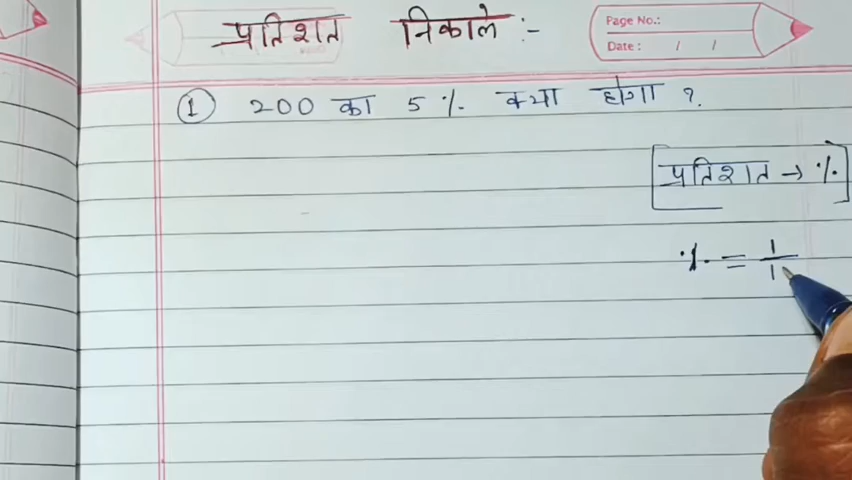 प्रतिशत निकाले :-
Page No.:
Date : / /
① 200 का 5 % क्या होगा ?.
प्रतिशत → %
% = 1/1